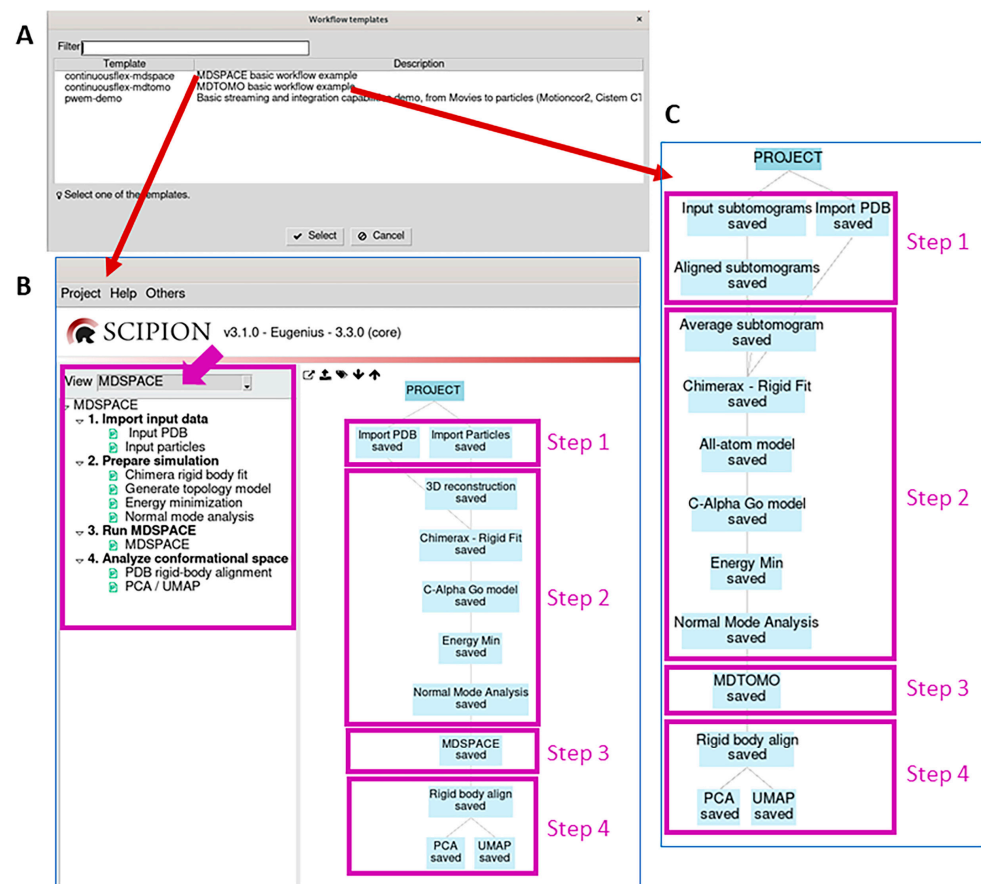 A
Workflow templates
×
Filter
Template Description
continuousflex-mdspace MDSPACE basic workflow example
continuousflex-mdtomo MDTOMO basic workflow example
pwem-demo Basic streaming and integration capabilities demo, from Movies to particles (Motioncor2, Cistem CT
Select one of the templates.
Select Cancel
B
Project Help Others
SCIPION v3.1.0 - Eugenius - 3.3.0 (core)
View MDSPACE
MDSPACE
1. Import input data
Input PDB
Input particles
2. Prepare simulation
Chimera rigid body fit
Generate topology model
Energy minimization
Normal mode analysis
3. Run MDSPACE
MDSPACE
4. Analyze conformational space
PDB rigid-body alignment
PCA / UMAP
PROJECT
Import PDB Import Particles
saved saved
Step 1
3D reconstruction
saved
Chimerax - Rigid Fit
saved
C-Alpha Go model
saved
Energy Min
saved
Normal Mode Analysis
saved
Step 2
MDSPACE
saved
Step 3
Rigid body align
saved
PCA UMAP
saved saved
Step 4
C
PROJECT
Input subtomograms Import PDB
saved saved
Aligned subtomograms
saved
Step 1
Average subtomogram
saved
Chimerax - Rigid Fit
saved
All-atom model
saved
C-Alpha Go model
saved
Energy Min
saved
Normal Mode Analysis
saved
Step 2
MDTOMO
saved
Step 3
Rigid body align
saved
PCA UMAP
saved saved
Step 4